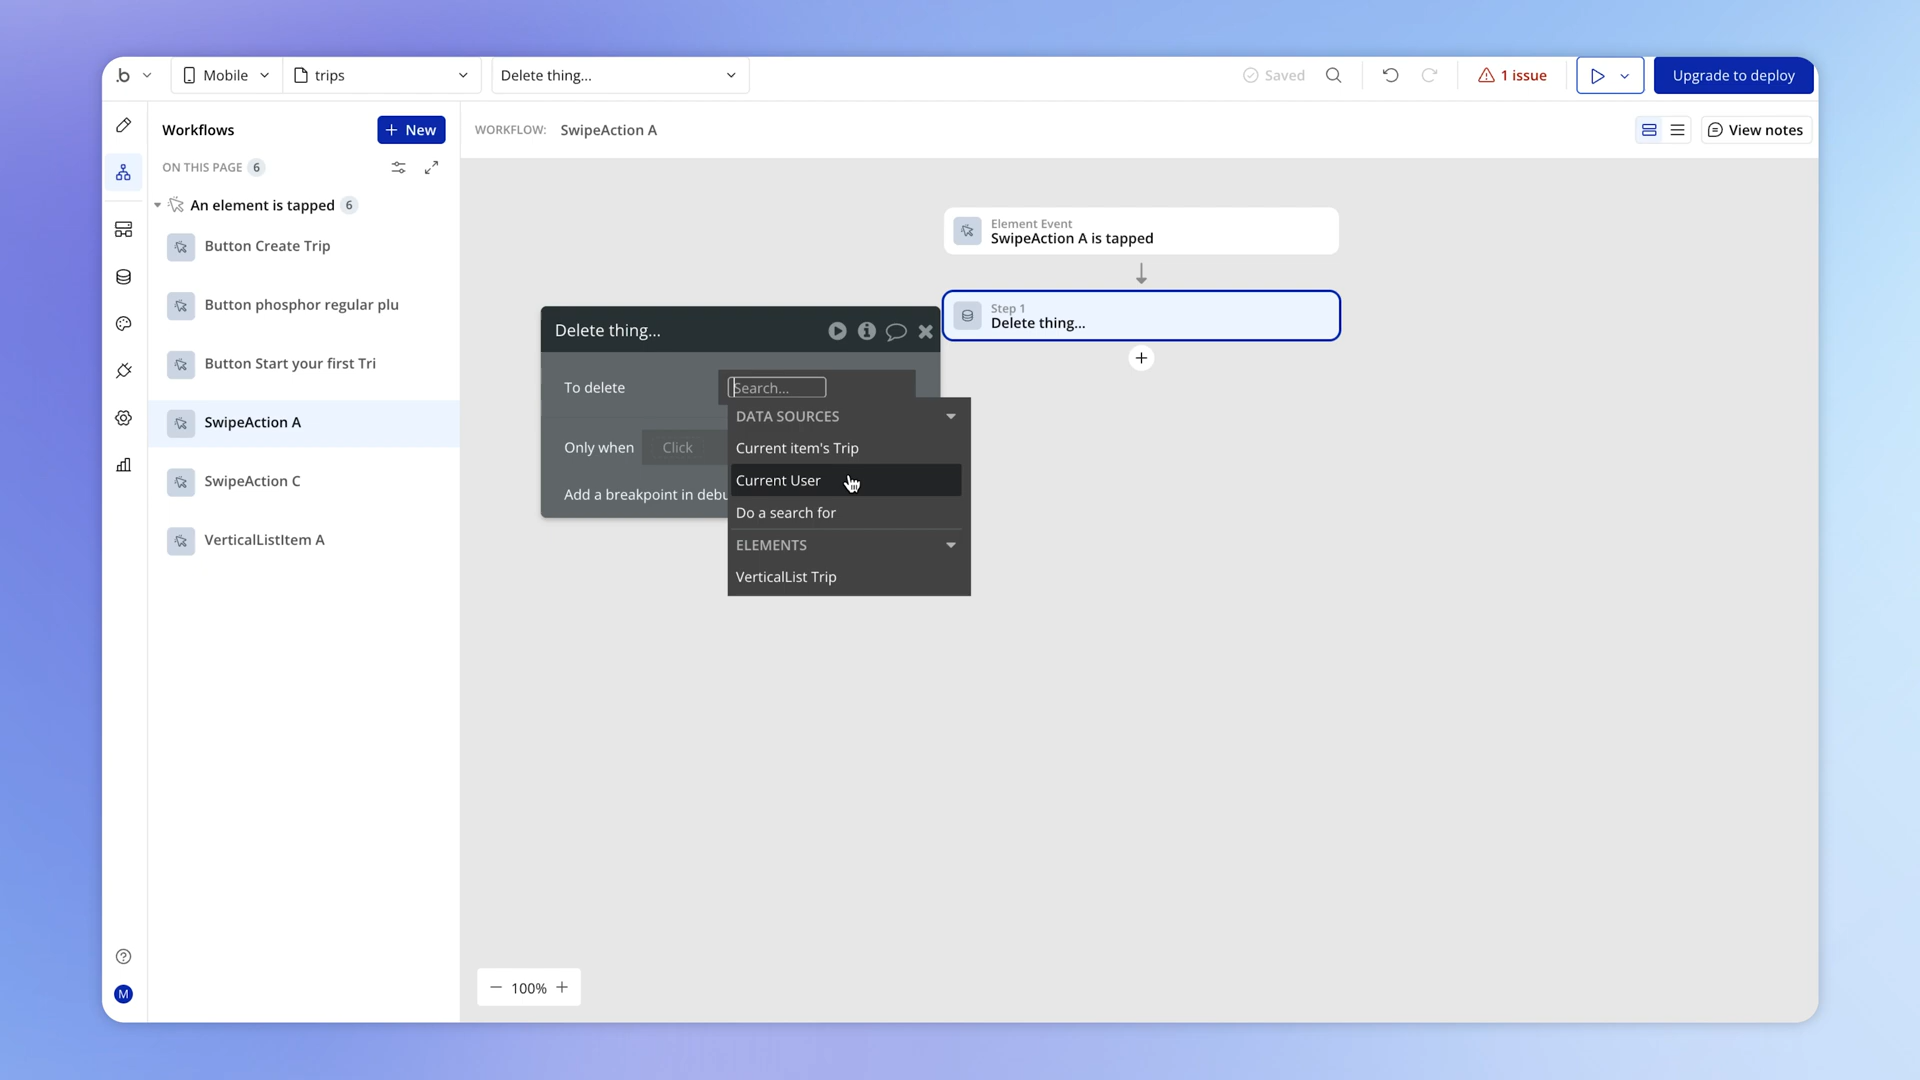 .b Mobile trips Delete thing... Saved 1 issue Upgrade to deploy
Workflows + New
WORKFLOW: SwipeAction A
View notes
ON THIS PAGE 6
An element is tapped 6
Button Create Trip
Button phosphor regular plu
Button Start your first Tri
SwipeAction A
SwipeAction C
VerticalListItem A
Element Event
SwipeAction A is tapped
Step 1
Delete thing...
Delete thing...
To delete
Search...
Only when Click
Add a breakpoint in debu
DATA SOURCES
Current item's Trip
Current User
Do a search for
ELEMENTS
VerticalList Trip
100%
M